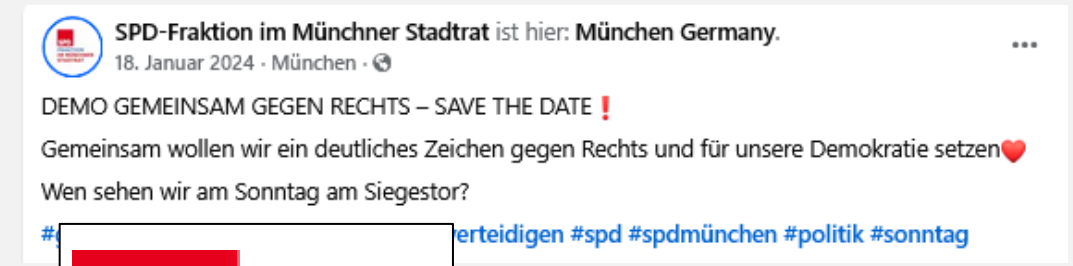 SPD-Fraktion im Münchner Stadtrat ist hier: München Germany.
18. Januar 2024 · München ·
DEMO GEMEINSAM GEGEN RECHTS – SAVE THE DATE❗
Gemeinsam wollen wir ein deutliches Zeichen gegen Rechts und für unsere Demokratie setzen❤️
Wen sehen wir am Sonntag am Siegestor?
#spd #spdmünchen #politik #sonntag